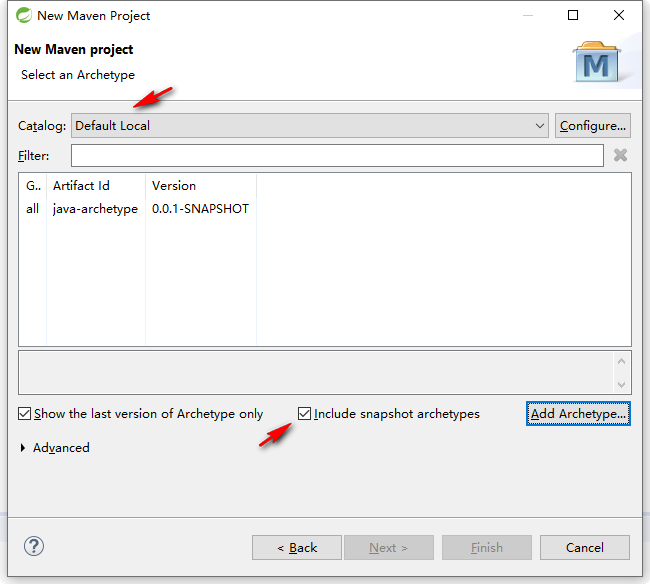 New Maven Project
New Maven project
Select an Archetype
M
Catalog: Default Local Configure...
Filter:
G.. Artifact Id Version
all java-archetype 0.0.1-SNAPSHOT
Show the last version of Archetype only Include snapshot archetypes Add Archetype...
Advanced
? < Back Next > Finish Cancel